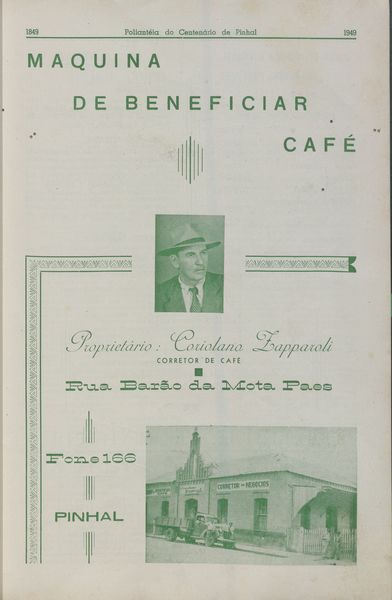 1849 Poliantéia do Centenário de Pinhal 1949
MAQUINA
DE BENEFICIAR
CAFÉ
Proprietário: Coriolano Zapparoli
CORRETOR DE CAFÉ
Rua Barão da Mota Paes
Fone 166
PINHAL
CORRETOR DE NEGOCIOS